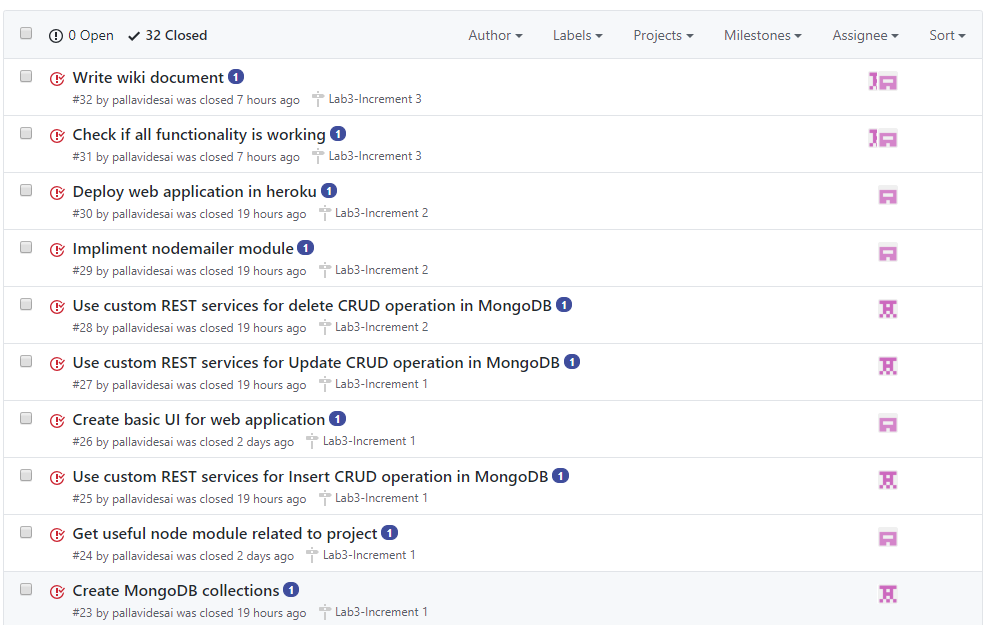 0 Open 32 Closed Author Labels Projects Milestones Assignee Sort
Write wiki document 1
#32 by pallavidesai was closed 7 hours ago Lab3-Increment 3
Check if all functionality is working 1
#31 by pallavidesai was closed 7 hours ago Lab3-Increment 3
Deploy web application in heroku 1
#30 by pallavidesai was closed 19 hours ago Lab3-Increment 2
Impliment nodemailer module 1
#29 by pallavidesai was closed 19 hours ago Lab3-Increment 2
Use custom REST services for delete CRUD operation in MongoDB 1
#28 by pallavidesai was closed 19 hours ago Lab3-Increment 2
Use custom REST services for Update CRUD operation in MongoDB 1
#27 by pallavidesai was closed 19 hours ago Lab3-Increment 1
Create basic UI for web application 1
#26 by pallavidesai was closed 2 days ago Lab3-Increment 1
Use custom REST services for Insert CRUD operation in MongoDB 1
#25 by pallavidesai was closed 19 hours ago Lab3-Increment 1
Get useful node module related to project 1
#24 by pallavidesai was closed 2 days ago Lab3-Increment 1
Create MongoDB collections 1
#23 by pallavidesai was closed 19 hours ago Lab3-Increment 1